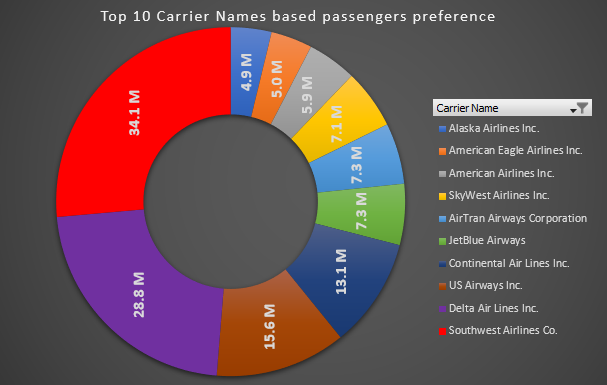 Top 10 Carrier Names based passengers preference
4.9 M
5.0 M
5.9 M
7.1 M
7.3 M
7.3 M
13.1 M
15.6 M
28.8 M
34.1 M
Carrier Name
Alaska Airlines Inc.
American Eagle Airlines Inc.
American Airlines Inc.
SkyWest Airlines Inc.
AirTran Airways Corporation
JetBlue Airways
Continental Air Lines Inc.
US Airways Inc.
Delta Air Lines Inc.
Southwest Airlines Co.